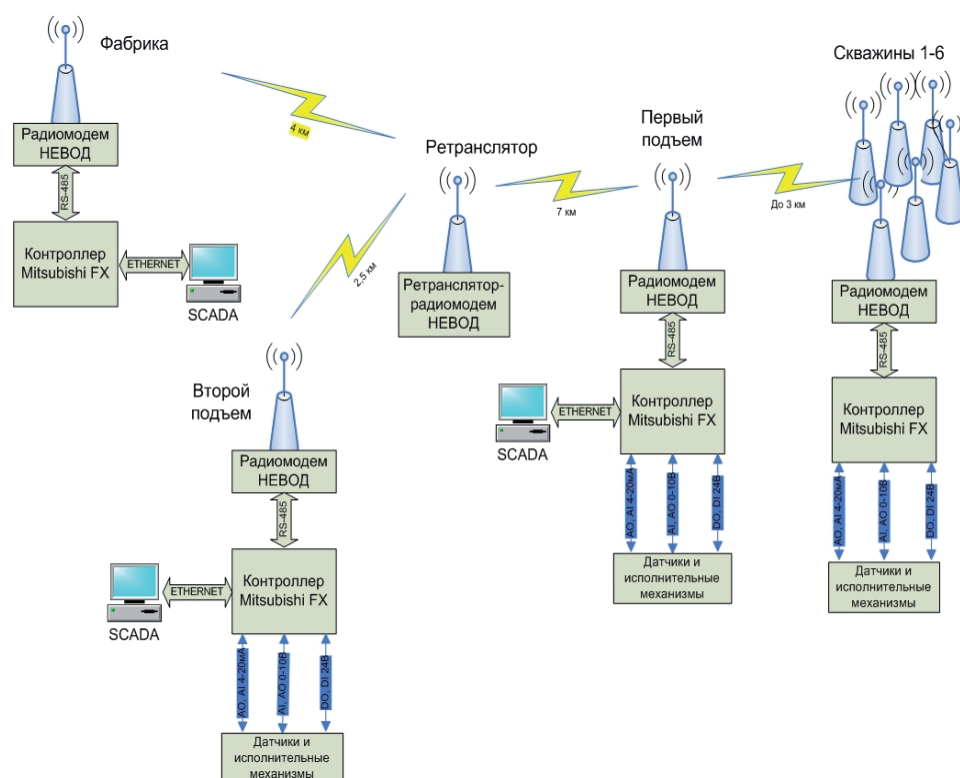 Фабрика
Радиомодем
НЕВОД
RS-485
Контроллер
Mitsubishi FX
ETHERNET
SCADA
4 км
Ретранслятор
Ретранслятор-
радиомодем
НЕВОД
2,5 км
7 км
Первый
подъем
Радиомодем
НЕВОД
RS-485
Контроллер
Mitsubishi FX
ETHERNET
SCADA
AO, AI 4-20мА
AI, AO 0-10В
DO, DI 24В
Датчики и
исполнительные
механизмы
До 3 км
Скважины 1-6
Радиомодем
НЕВОД
RS-485
Контроллер
Mitsubishi FX
AO, AI 4-20мА
AI, AO 0-10В
DO, DI 24В
Датчики и
исполнительные
механизмы
Второй
подъем
Радиомодем
НЕВОД
RS-485
Контроллер
Mitsubishi FX
ETHERNET
SCADA
AO, AI 4-20мА
AI, AO 0-10В
DO, DI 24В
Датчики и
исполнительные
механизмы